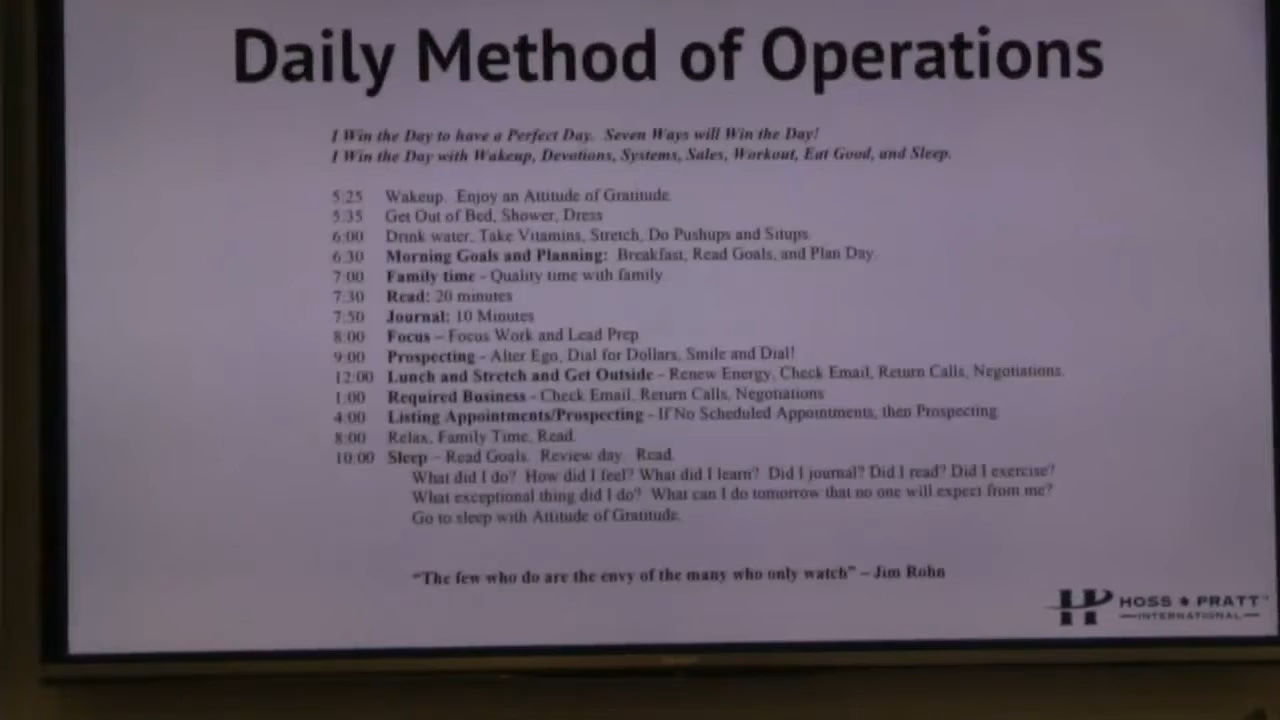 Daily Method of Operations
I Win the Day to have a Perfect Day. Seven Ways will Win the Day!
I Win the Day with Wakeup, Devotions, Systems, Sales, Workout, Eat Good, and Sleep.
5:25 Wakeup. Enjoy an Attitude of Gratitude.
5:35 Get Out of Bed, Shower, Dress
6:00 Drink water, Take Vitamins, Stretch, Do Pushups and Situps.
6:30 Morning Goals and Planning: Breakfast, Read Goals, and Plan Day.
7:00 Family time - Quality time with family
7:30 Read: 20 minutes
7:50 Journal: 10 Minutes
8:00 Focus – Focus Work and Lead Prep
9:00 Prospecting - Alter Ego, Dial for Dollars, Smile and Dial!
12:00 Lunch and Stretch and Get Outside - Renew Energy, Check Email, Return Calls, Negotiations.
1:00 Required Business - Check Email, Return Calls, Negotiations
4:00 Listing Appointments/Prospecting - If No Scheduled Appointments, then Prospecting
8:00 Relax, Family Time, Read.
10:00 Sleep – Read Goals. Review day. Read.
What did I do? How did I feel? What did I learn? Did I journal? Did I read? Did I exercise?
What exceptional thing did I do? What can I do tomorrow that no one will expect from me?
Go to sleep with Attitude of Gratitude.
"The few who do are the envy of the many who only watch" – Jim Rohn
HP HOSS ★ PRATT™
INTERNATIONAL